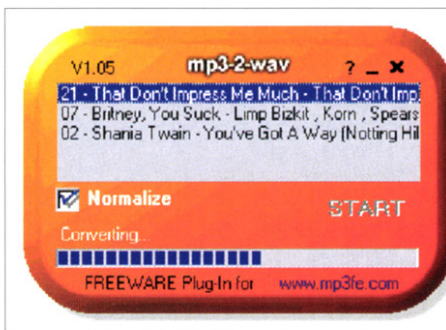 V1.05 mp3-2-wav ? _ ×
21 - That Don't Impress Me Much - That Don't Imp
07 - Britney, You Suck - Limp Bizkit , Korn , Spears
02 - Shania Twain - You've Got A Way (Notting Hil
Normalize
START
Converting...
FREEWARE Plug-In for www.mp3fe.com